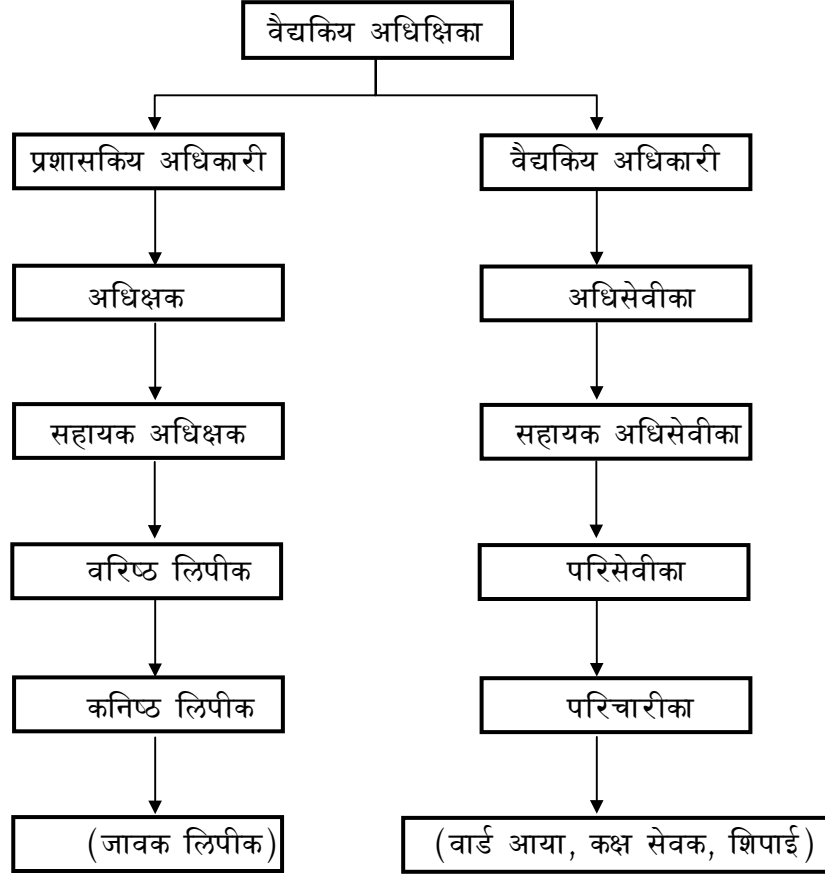 वैद्यकिय अधिक्षिका
प्रशासकिय अधिकारी
वैद्यकिय अधिकारी
अधिक्षक
अधिसेवीका
सहायक अधिक्षक
सहायक अधिसेवीका
वरिष्ठ लिपीक
परिसेवीका
कनिष्ठ लिपीक
परिचारीका
(जावक लिपीक)
(वार्ड आया, कक्ष सेवक, शिपाई)